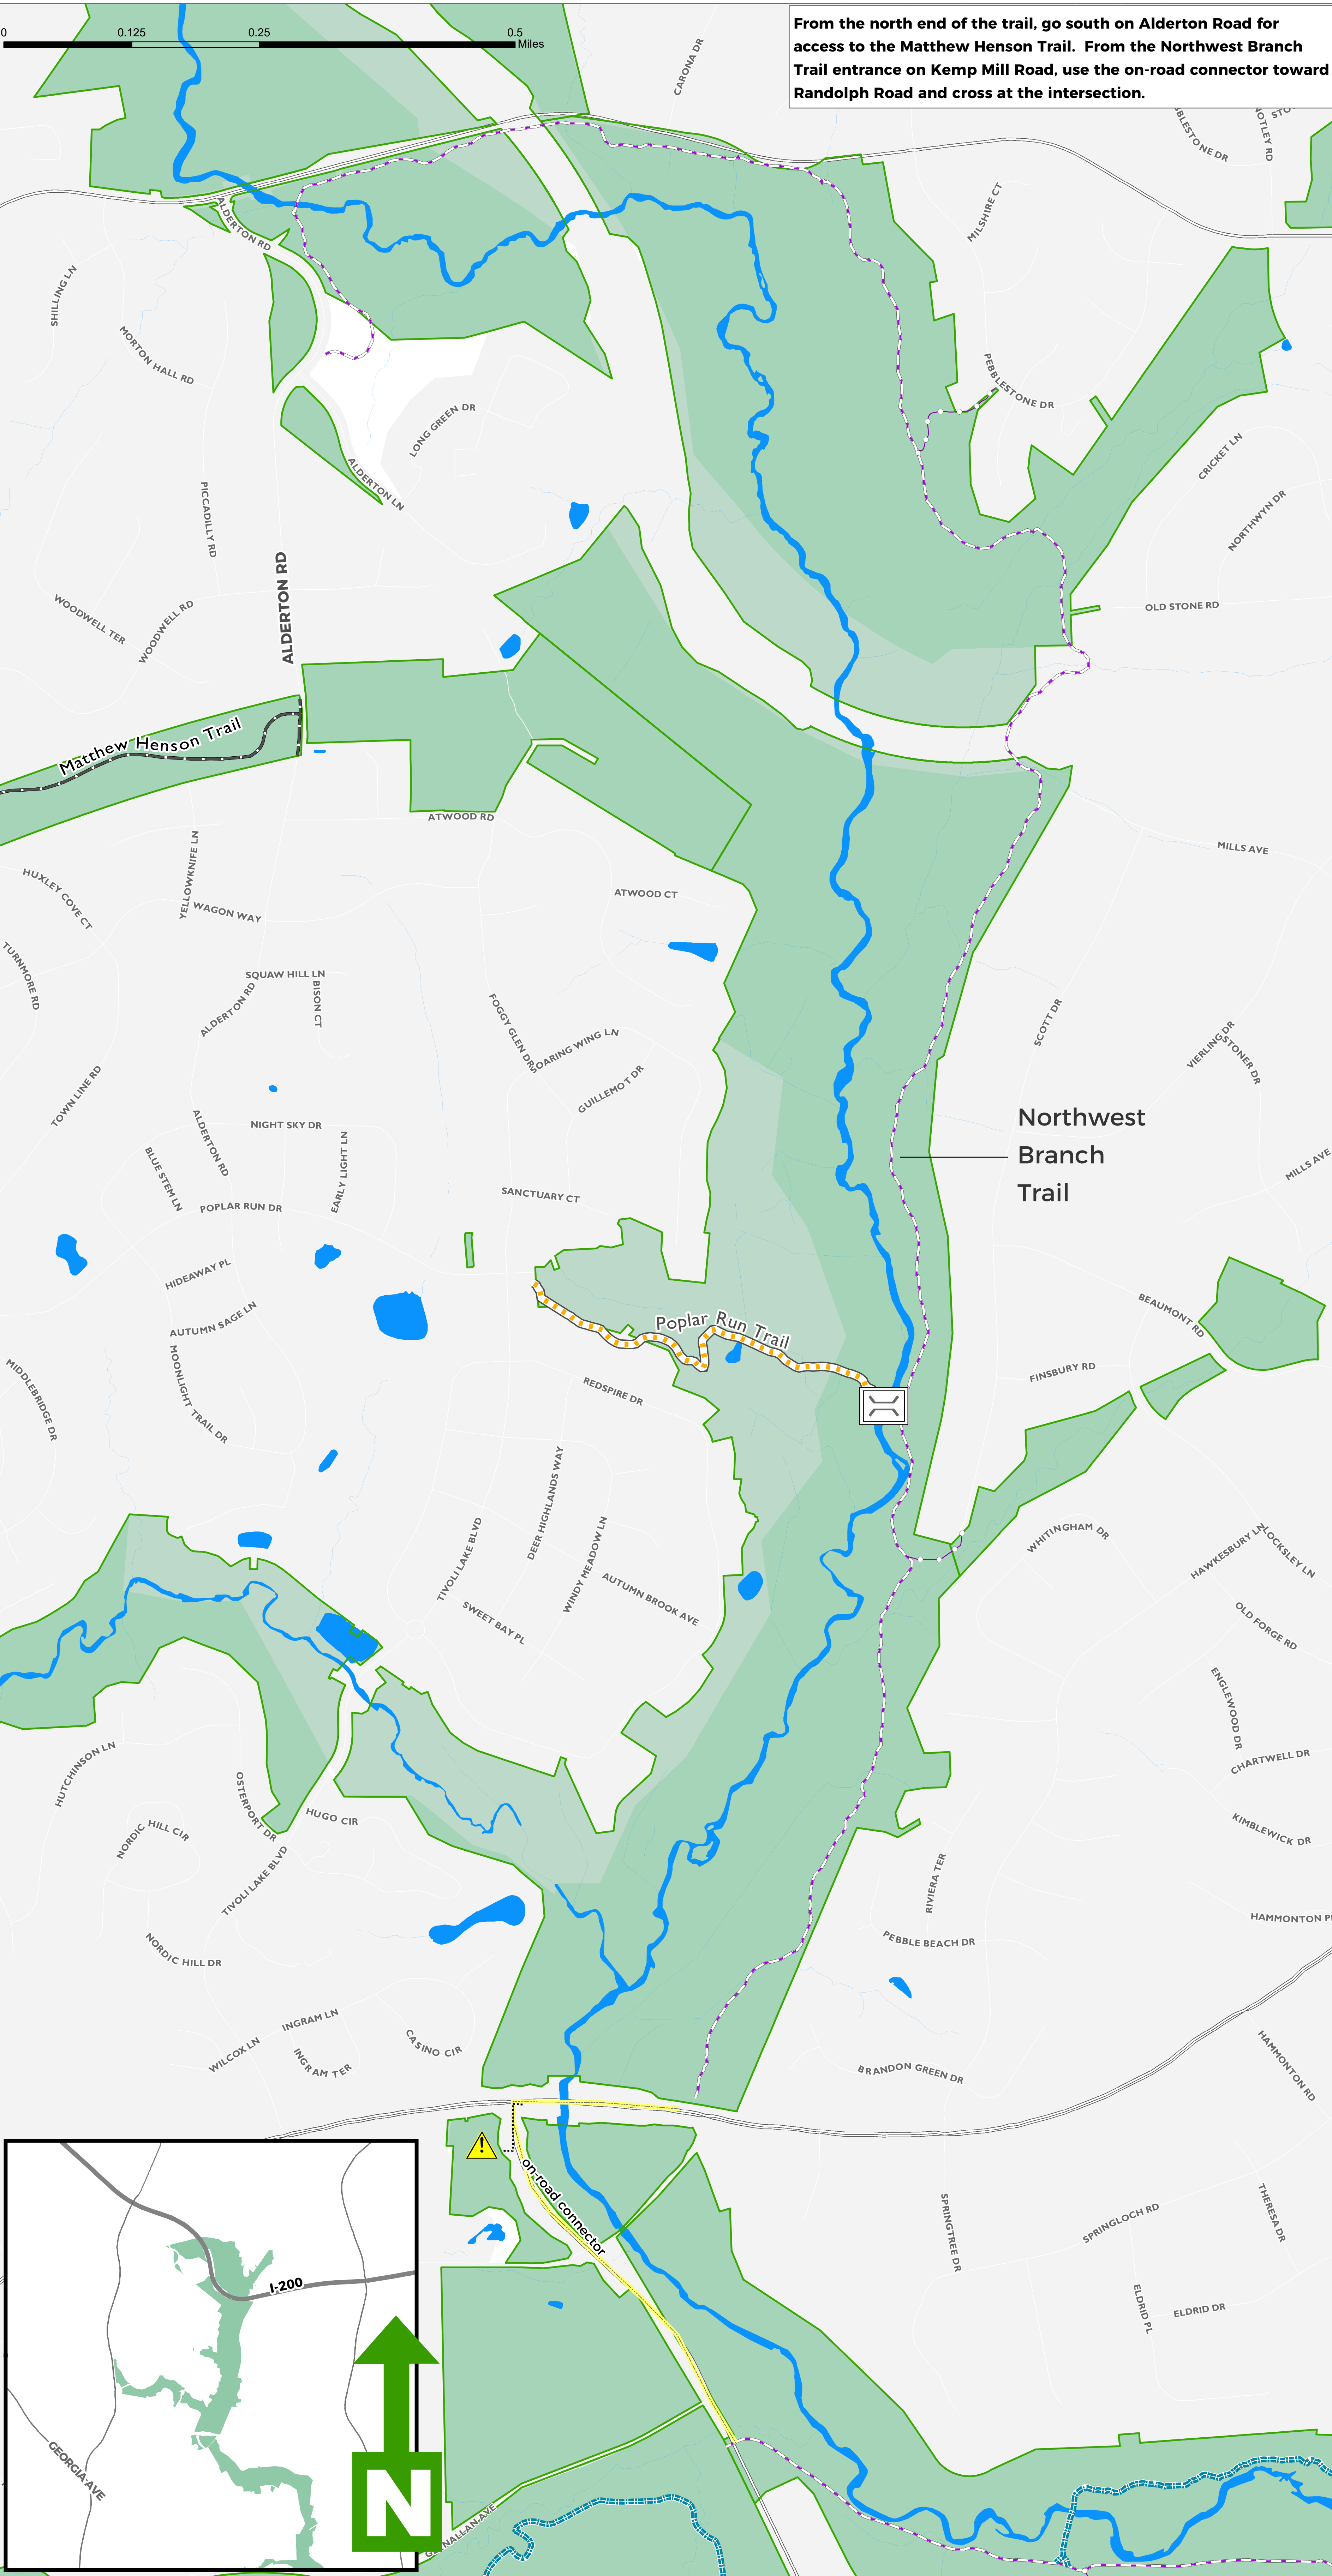 From the north end of the trail, go south on Alderton Road for
access to the Matthew Henson Trail. From the Northwest Branch
Trail entrance on Kemp Mill Road, use the on-road connector toward
Randolph Road and cross at the intersection.
0
0.125
0.25
0.5
Miles
CARONA DR
NOTLEY RD
MILSHIRE CT
ALDERTON RD
SHILLING LN
MORTON HALL RD
PEBBLESTONE DR
LONG GREEN DR
CRICKET LN
ALDERTON LN
PICCADILLY RD
NORTHWYN DR
ALDERTON RD
WOODWELL TER
WOODWELL RD
OLD STONE RD
Matthew Henson Trail
ATWOOD RD
MILLS AVE
YELLOWKNIFE LN
HUXLEY COVE CT
WAGON WAY
ATWOOD CT
TURNMORE RD
SQUAW HILL LN
ALDERTON RD
BISON CT
FOGGY GLEN DR
SOARING WING LN
SCOTT DR
VIERLING DR
STONER DR
GUILLEMOT DR
TOWN LINE RD
NIGHT SKY DR
ALDERTON RD
EARLY LIGHT LN
Northwest
Branch
Trail
BLUE STEM LN
MILLS AVE
SANCTUARY CT
POPLAR RUN DR
HIDEAWAY PL
AUTUMN SAGE LN
Poplar Run Trail
BEAUMONT RD
MIDDLEBRIDGE DR
MOONLIGHT TRAIL DR
REDSPIRE DR
FINSBURY RD
DEER HIGHLANDS WAY
TIVOLI LAKE BLVD
WINDY MEADOW LN
WHITINGHAM DR
HAWKESBURY LN
LOCKSLEY LN
AUTUMN BROOK AVE
SWEET BAY PL
OLD FORGE RD
ENGLEWOOD DR
HUTCHINSON LN
OSTERPORT DR
CHARTWELL DR
HUGO CIR
NORDIC HILL CIR
KIMBLEWICK DR
TIVOLI LAKE BLVD
RIVIERA TER
HAMMONTON PL
NORDIC HILL DR
PEBBLE BEACH DR
INGRAM LN
WILCOX LN
INGRAM TER
CASINO CIR
BRANDON GREEN DR
HAMMONTON RD
on-road connector
SPRINGTREE DR
SPRINGLOCH RD
THERESA DR
ELDRID PL
ELDRID DR
I-200
GEORGIA AVE
N